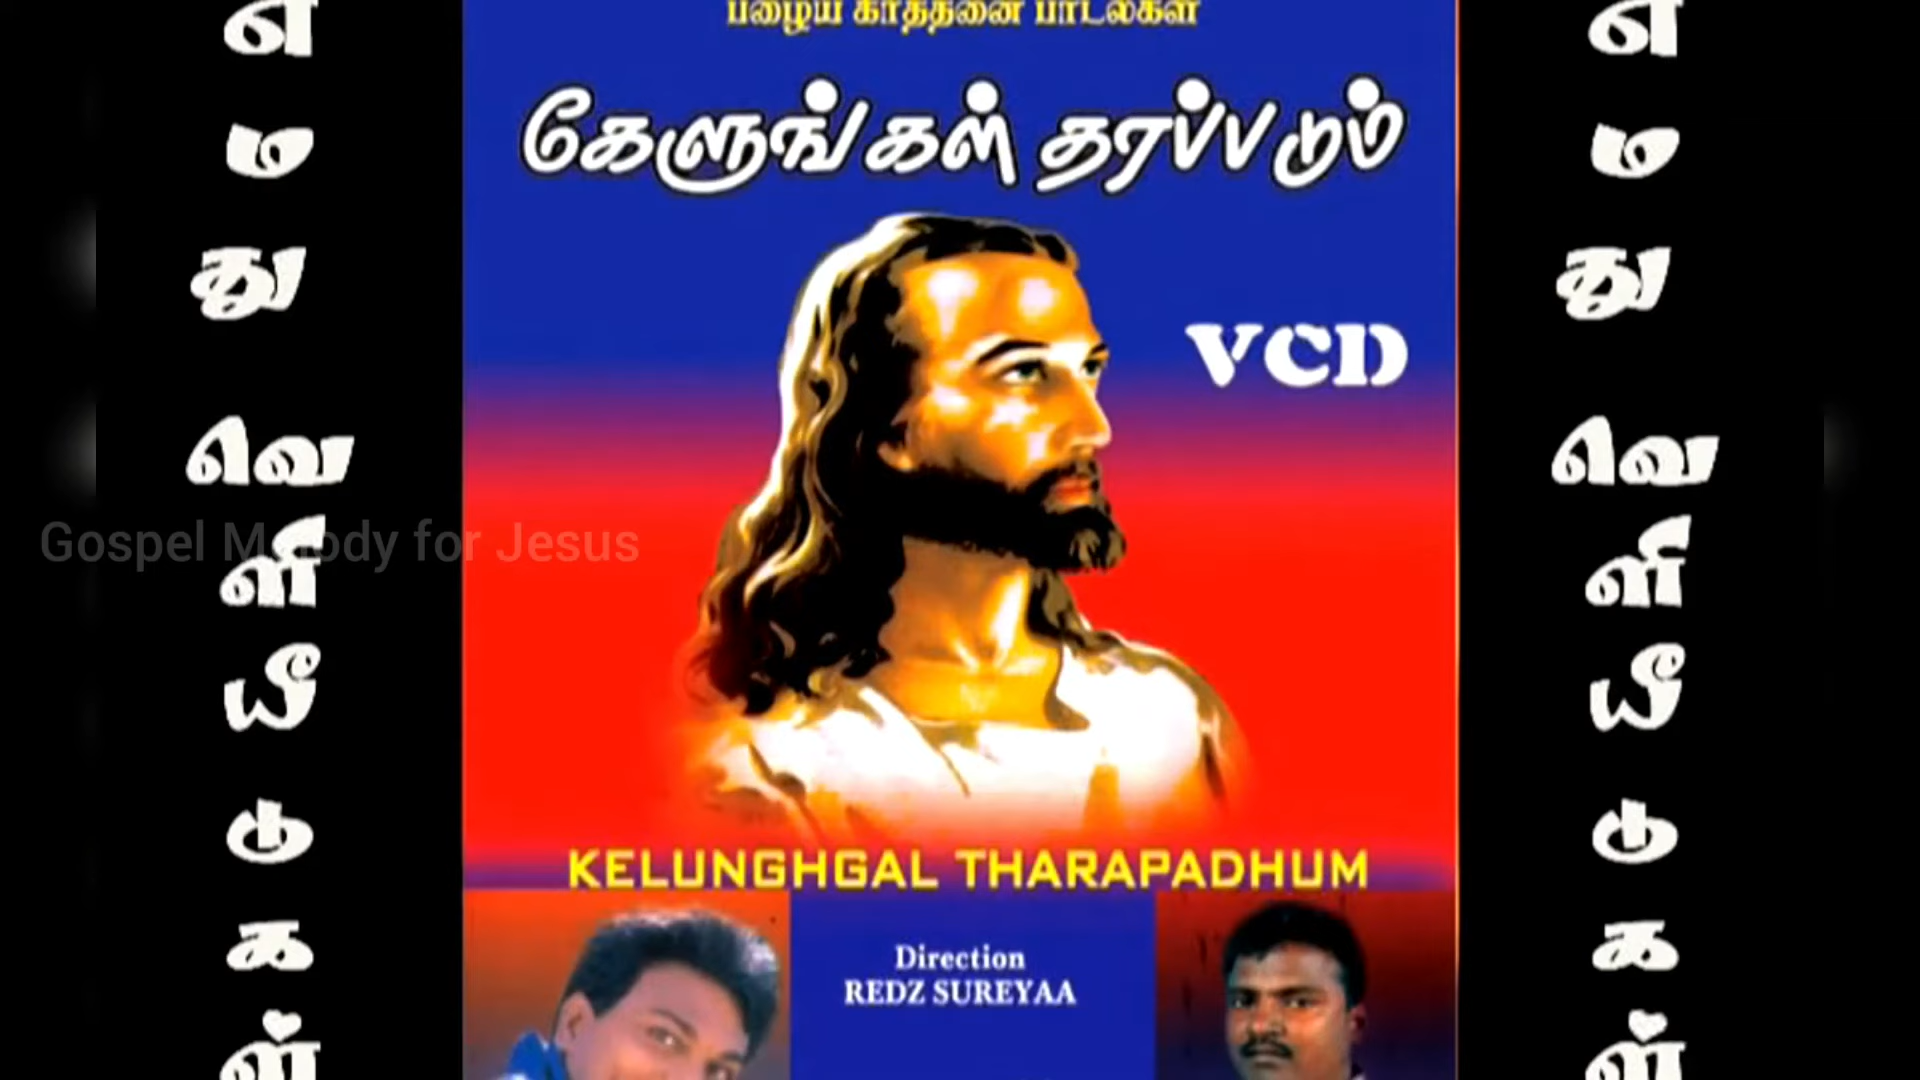 பழைய கீர்த்தனை பாடல்கள்
கேளுங்கள் தரப்படும்
VCD
KELUNGHGAL THARAPADHUM
Direction
REDZ SUREYAA
எமது வெளியீடுகள்
எமது வெளியீடுகள்
Gospel Melody for Jesus